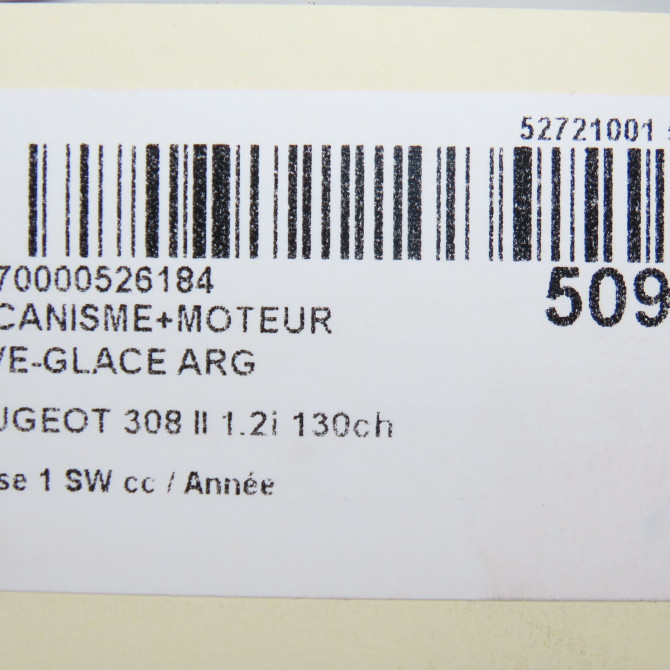 52721001
70000526184
509
CANISME+MOTEUR
VE-GLACE ARG
UGEOT 308 II 1.2i 130ch
se 1 SW cc / Année